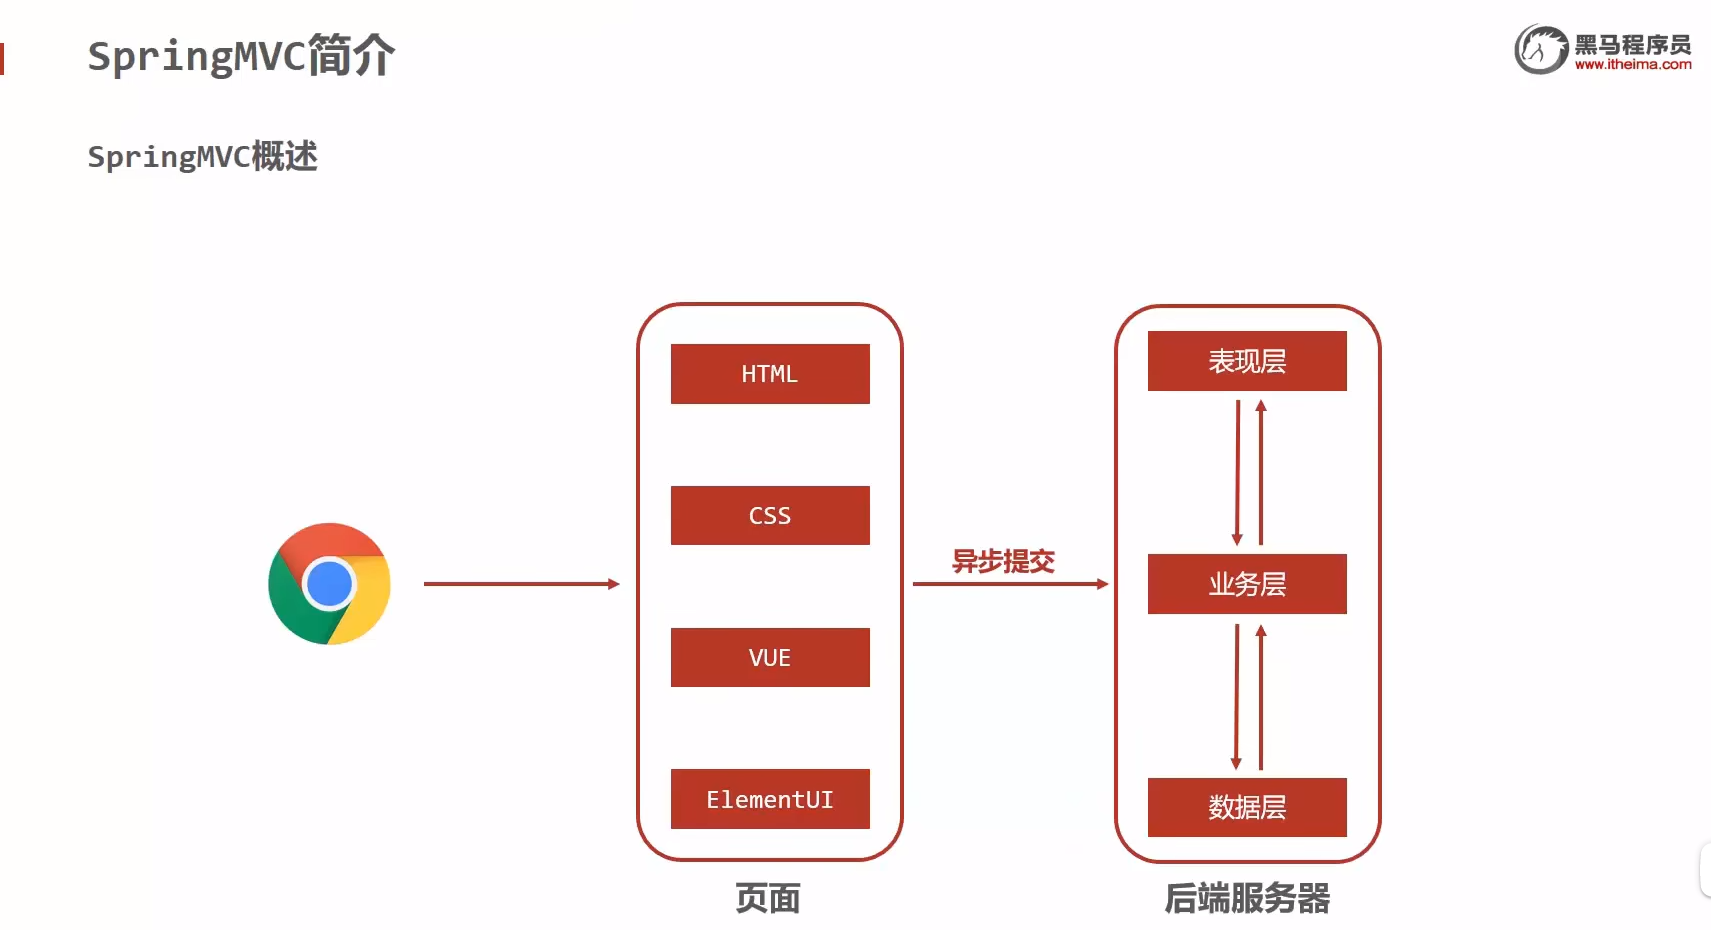 SpringMVC简介
黑马程序员
www.itheima.com
SpringMVC概述
HTML
CSS
VUE
ElementUI
页面
异步提交
表现层
业务层
数据层
后端服务器